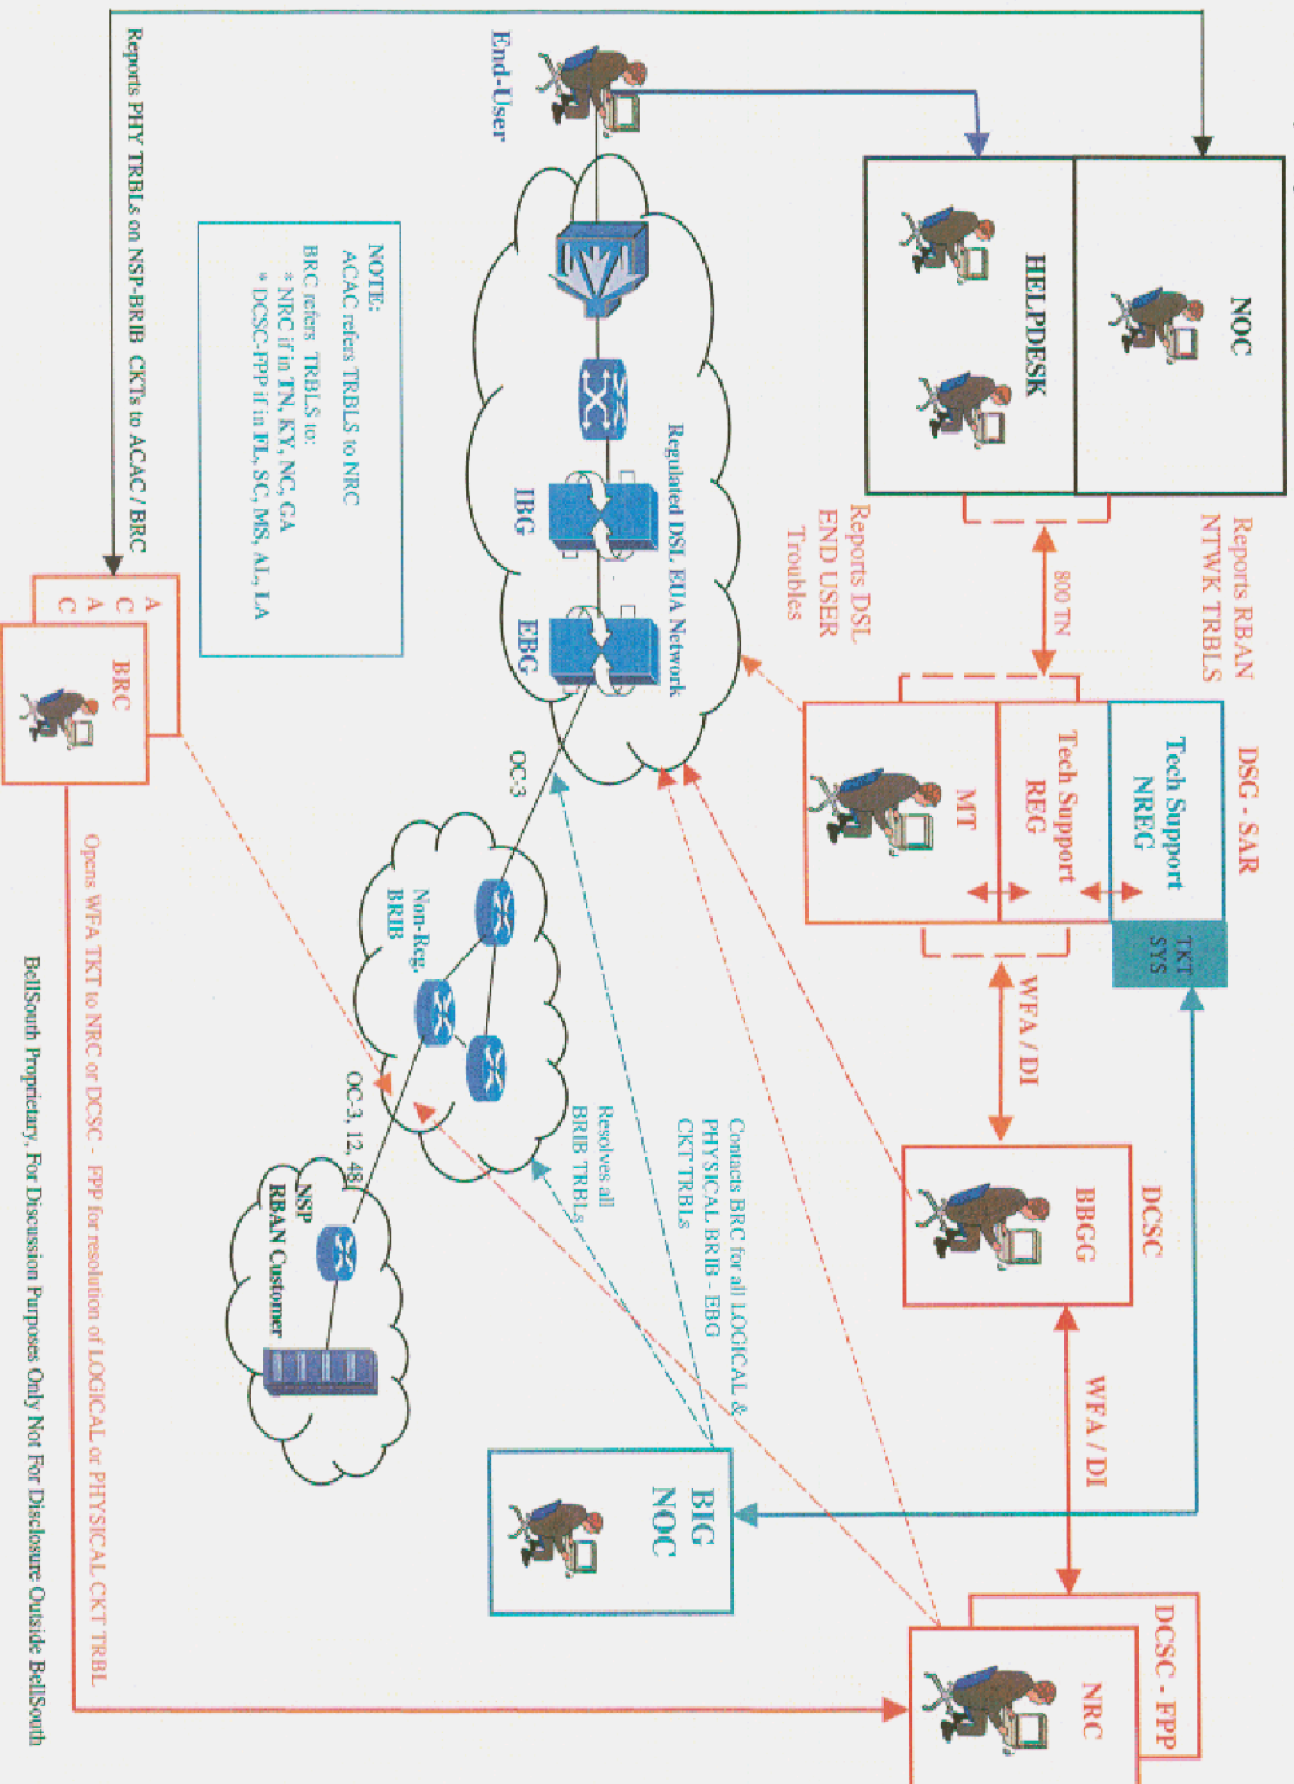 NOC
HELPDESK
End-User
Reports RBAN
NTWK TRBLS
800 TN
Reports DSL
END USER
Troubles
DSG - SAR
Tech Support
NREG
Tech Support
REG
MT
TKT
SYS
WFA / DI
DCSC
BBGG
WFA / DI
DCSC - FPP
NRC
Regulated DSL EUA Network
IBG
EBG
OC-3
Non-Reg.
BRIB
OC-3, 12, 48
NSP
RBAN Customer
Contacts BRC for all LOGICAL &
PHYSICAL BRIB - EBG
CKT TRBLs
Resolves all
BRIB TRBLs
BIG
NOC
NOTE:
ACAC refers TRBLS to NRC
BRC refers TRBLS to:
* NRC if in TN, KY, NC, GA
* DCSC-FPP if in FL, SC, MS, AL, LA
Reports PHY TRBLs on NSP-BRIB CKTs to ACAC / BRC
A
C
A
C
BRC
Opens WFA TKT to NRC or DCSC - FPP for resolution of LOGICAL or PHYSICAL CKT TRBL
BellSouth Proprietary. For Discussion Purposes Only Not For Disclosure Outside BellSouth